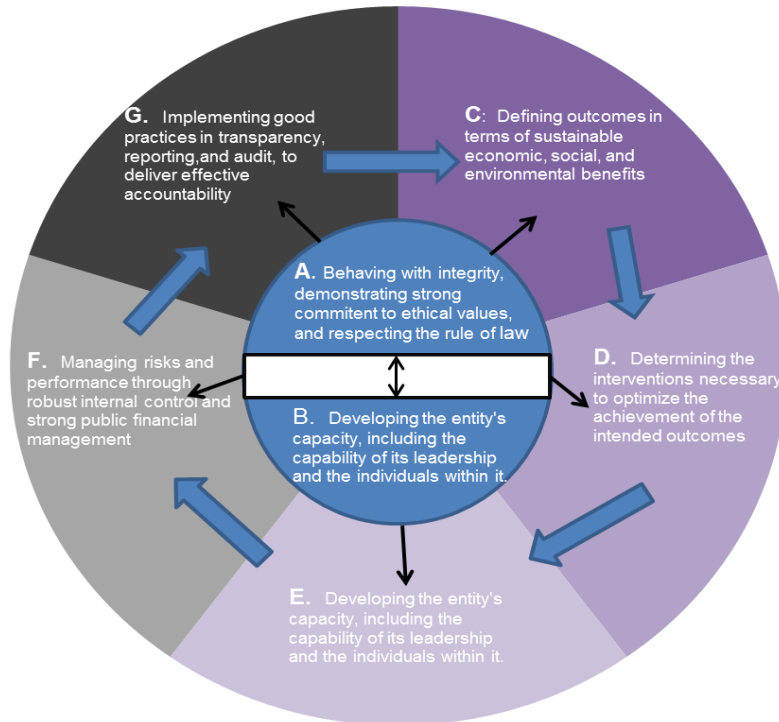 G. Implementing good
practices in transparency,
reporting,and audit, to
deliver effective
accountability
C: Defining outcomes in
terms of sustainable
economic, social, and
environmental benefits
A. Behaving with integrity,
demonstrating strong
commitent to ethical values,
and respecting the rule of law
F. Managing risks and
performance through
robust internal control and
strong public financial
management
D. Determining the
interventions necessary
to optimize the
achievement of the
intended outcomes
B. Developing the entity's
capacity, including the
capability of its leadership
and the individuals within it.
E. Developing the entity's
capacity, including the
capability of its leadership
and the individuals within it.